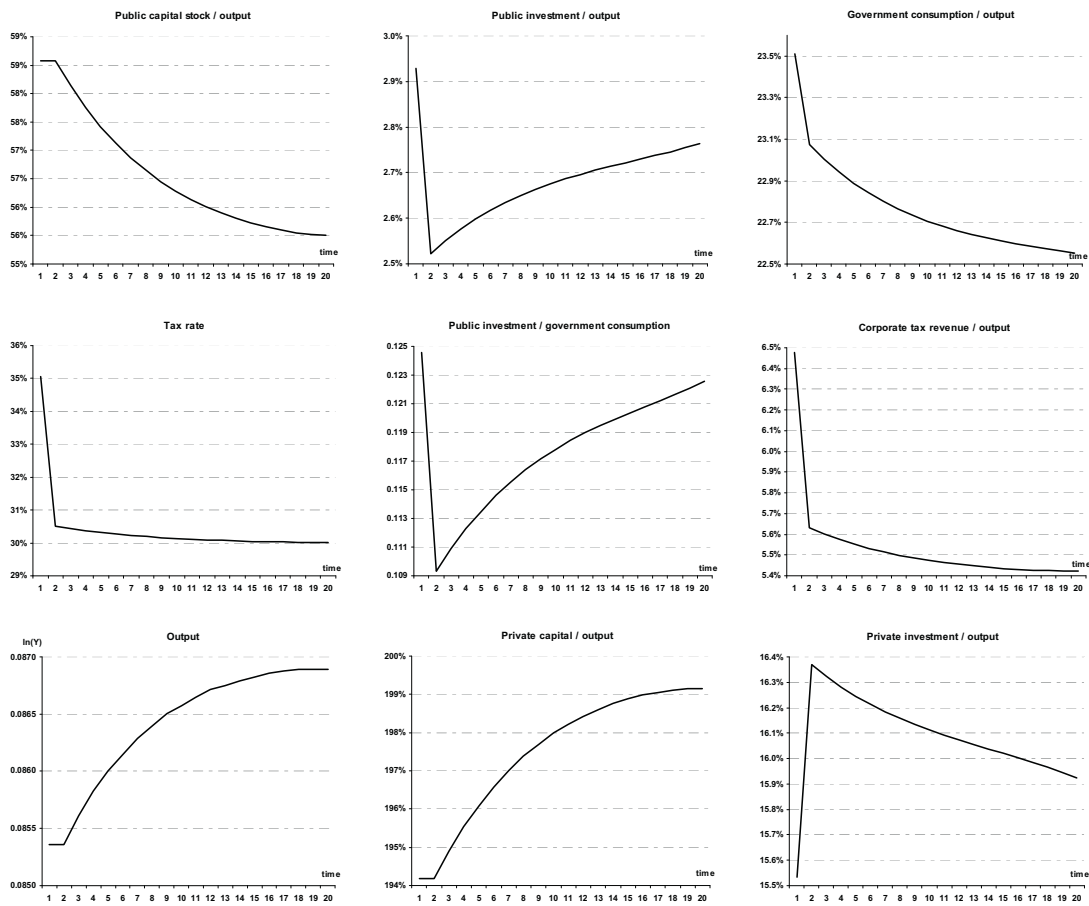 Public capital stock / output
59%
59%
58%
58%
57%
57%
56%
56%
55%
time
1 2 3 4 5 6 7 8 9 10 11 12 13 14 15 16 17 18 19 20
Public investment / output
3.0%
2.9%
2.8%
2.7%
2.6%
2.5%
time
1 2 3 4 5 6 7 8 9 10 11 12 13 14 15 16 17 18 19 20
Government consumption / output
23.5%
23.3%
23.1%
22.9%
22.7%
22.5%
time
1 2 3 4 5 6 7 8 9 10 11 12 13 14 15 16 17 18 19 20
Tax rate
36%
35%
34%
33%
32%
31%
30%
29%
time
1 2 3 4 5 6 7 8 9 10 11 12 13 14 15 16 17 18 19 20
Public investment / government consumption
0.125
0.123
0.121
0.119
0.117
0.115
0.113
0.111
0.109
time
1 2 3 4 5 6 7 8 9 10 11 12 13 14 15 16 17 18 19 20
Corporate tax revenue / output
6.5%
6.4%
6.3%
6.2%
6.1%
6.0%
5.9%
5.8%
5.7%
5.6%
5.5%
5.4%
time
1 2 3 4 5 6 7 8 9 10 11 12 13 14 15 16 17 18 19 20
Output
ln(Y)
0.0870
0.0865
0.0860
0.0855
0.0850
time
1 2 3 4 5 6 7 8 9 10 11 12 13 14 15 16 17 18 19 20
Private capital / output
200%
199%
198%
197%
196%
195%
194%
time
1 2 3 4 5 6 7 8 9 10 11 12 13 14 15 16 17 18 19 20
Private investment / output
16.4%
16.3%
16.2%
16.1%
16.0%
15.9%
15.8%
15.7%
15.6%
15.5%
time
1 2 3 4 5 6 7 8 9 10 11 12 13 14 15 16 17 18 19 20